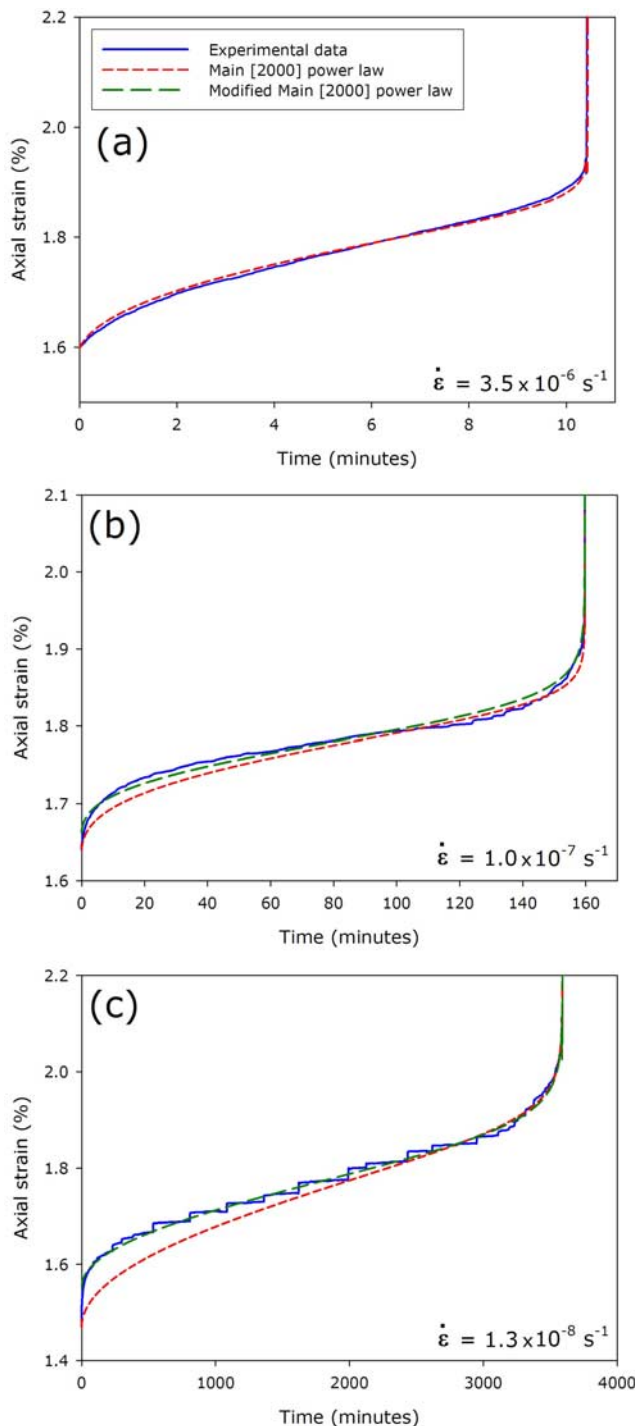 2.2
Experimental data
Main [2000] power law
Modified Main [2000] power law
(a)
2.0
Axial strain (%)
1.8
1.6
ε̇ = 3.5 x 10⁻⁶ s⁻¹
0 2 4 6 8 10
Time (minutes)
2.1
(b)
2.0
Axial strain (%)
1.9
1.8
1.7
ε̇ = 1.0x10⁻⁷ s⁻¹
1.6
0 20 40 60 80 100 120 140 160
Time (minutes)
2.2
(c)
2.0
Axial strain (%)
1.8
1.6
ε̇ = 1.3x10⁻⁸ s⁻¹
1.4
0 1000 2000 3000 4000
Time (minutes)